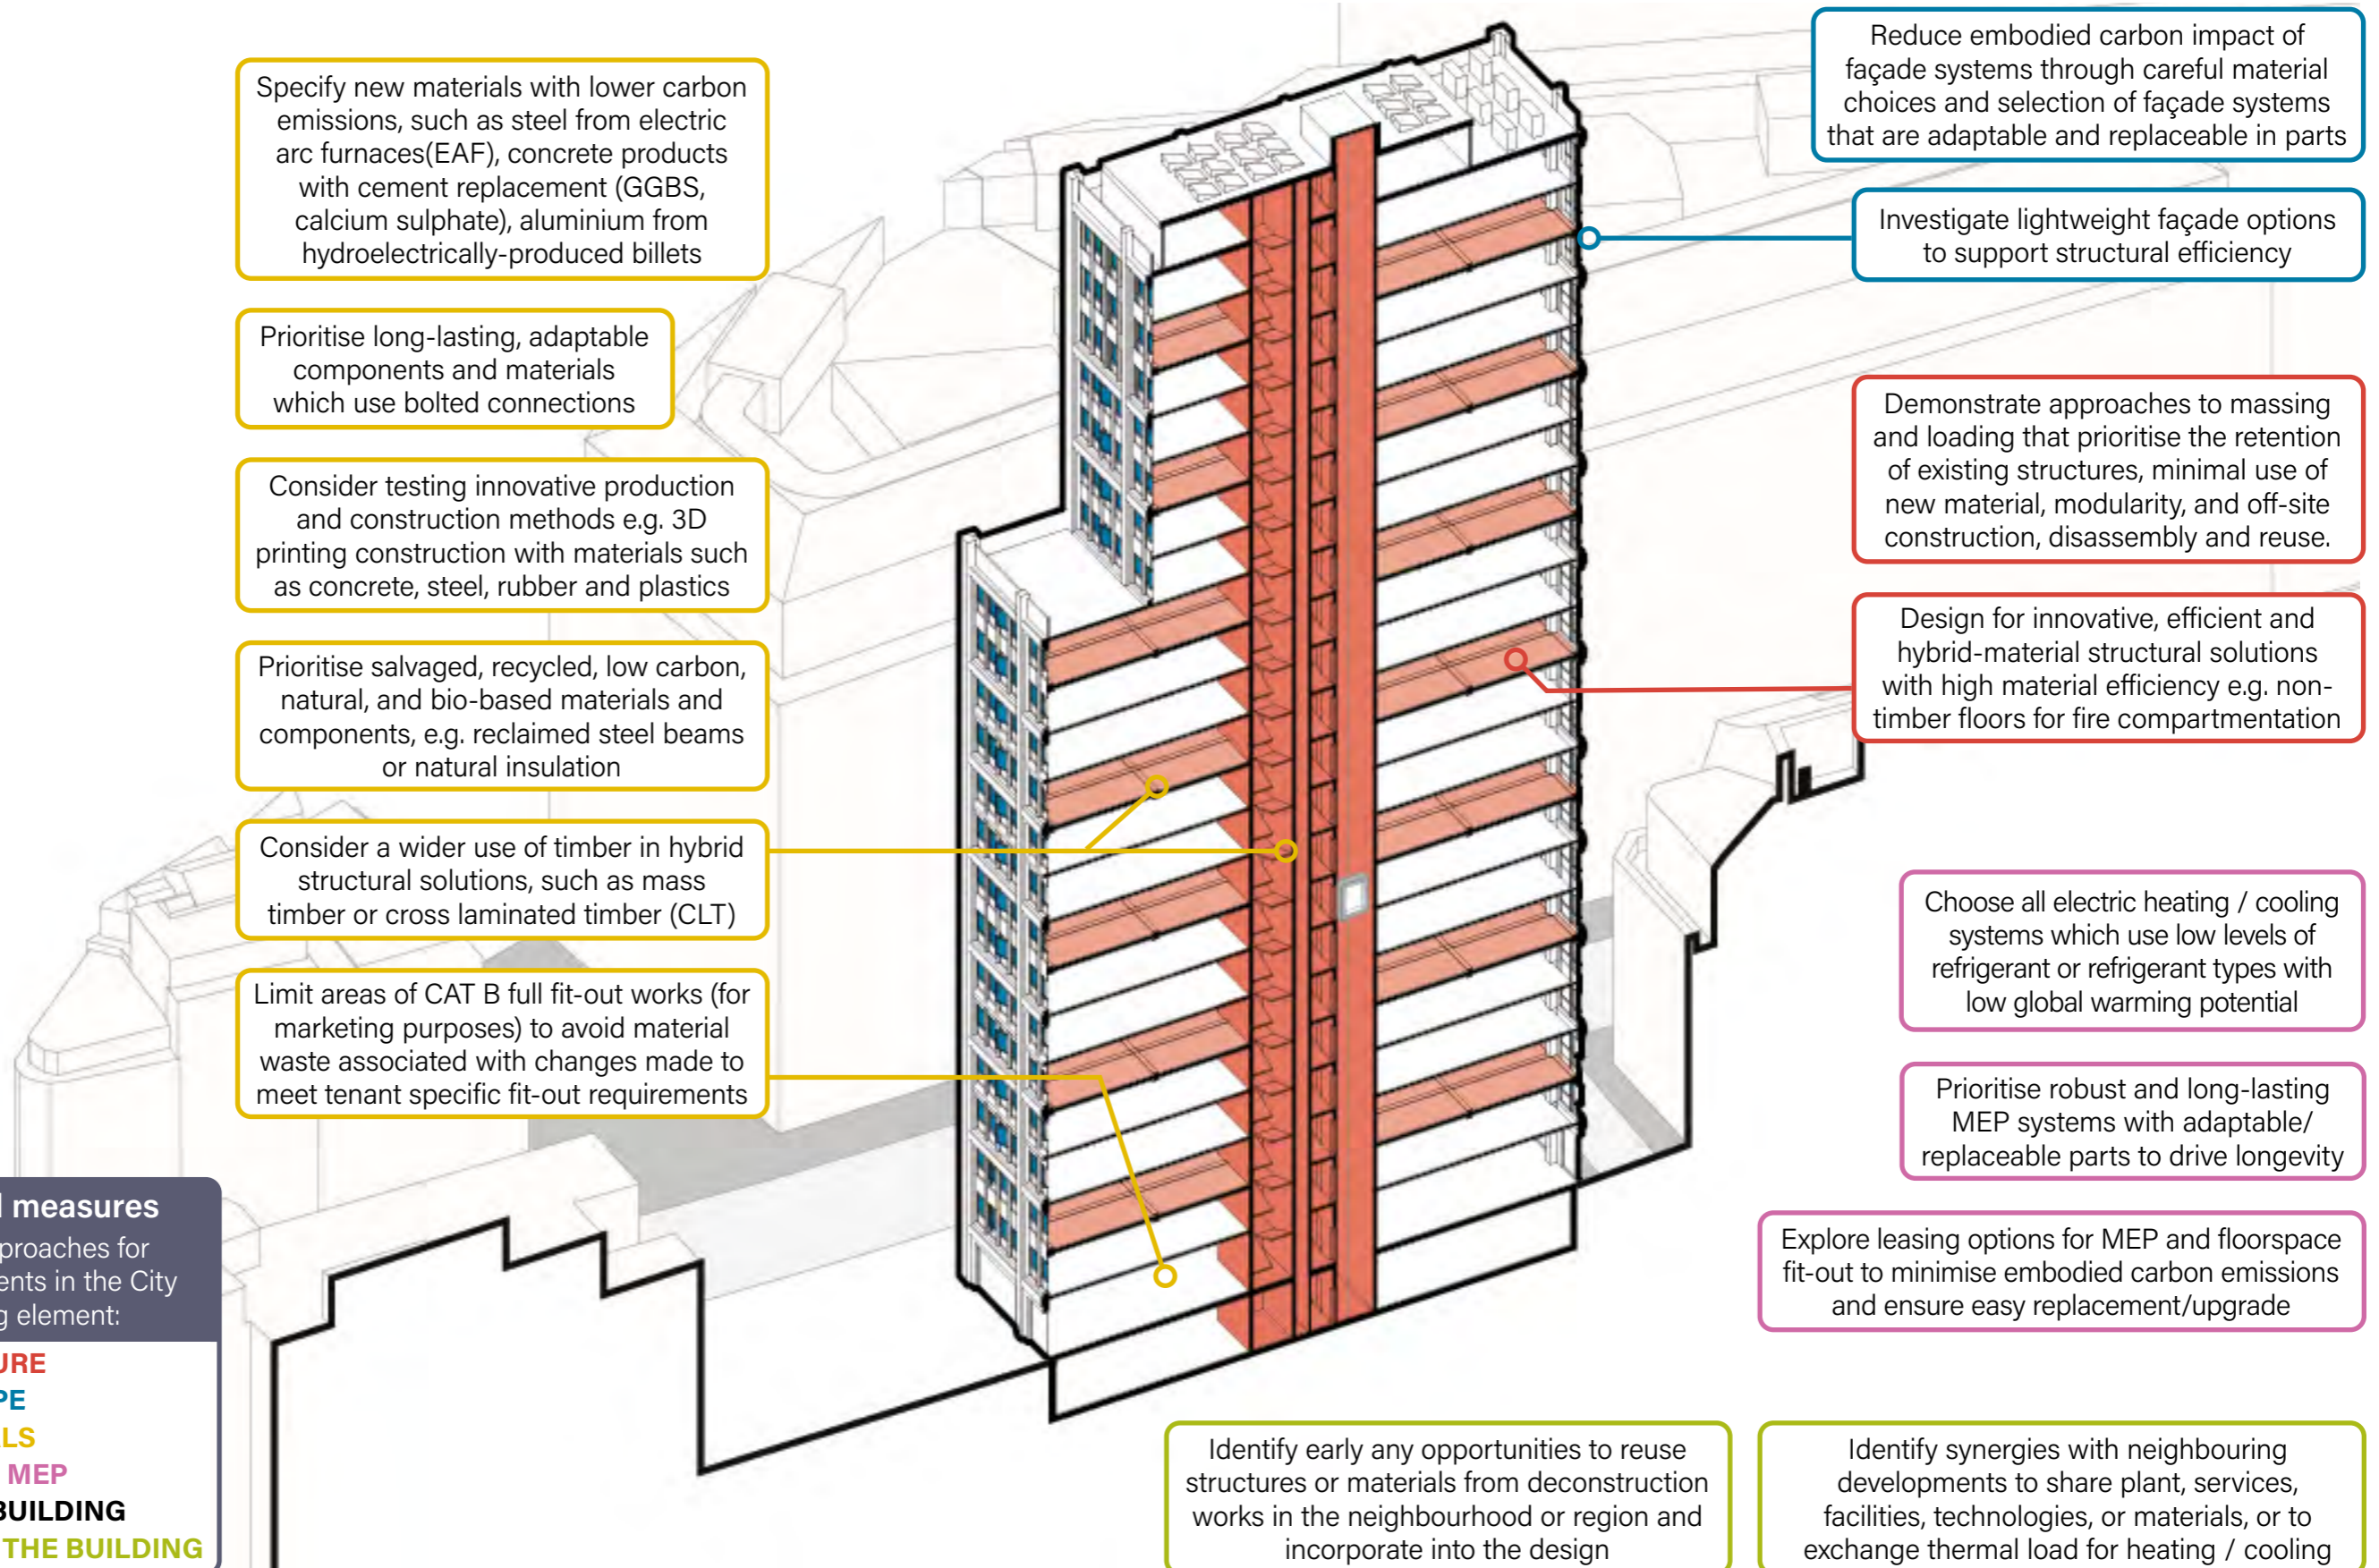 Specify new materials with lower carbon
emissions, such as steel from electric
arc furnaces(EAF), concrete products
with cement replacement (GGBS,
calcium sulphate), aluminium from
hydroelectrically-produced billets
Prioritise long-lasting, adaptable
components and materials
which use bolted connections
Consider testing innovative production
and construction methods e.g. 3D
printing construction with materials such
as concrete, steel, rubber and plastics
Prioritise salvaged, recycled, low carbon,
natural, and bio-based materials and
components, e.g. reclaimed steel beams
or natural insulation
Consider a wider use of timber in hybrid
structural solutions, such as mass
timber or cross laminated timber (CLT)
Limit areas of CAT B full fit-out works (for
marketing purposes) to avoid material
waste associated with changes made to
meet tenant specific fit-out requirements
measures
proaches for
ents in the City
g element:
URE
PE
LS
MEP
BUILDING
THE BUILDING
Reduce embodied carbon impact of
façade systems through careful material
choices and selection of façade systems
that are adaptable and replaceable in parts
Investigate lightweight façade options
to support structural efficiency
Demonstrate approaches to massing
and loading that prioritise the retention
of existing structures, minimal use of
new material, modularity, and off-site
construction, disassembly and reuse.
Design for innovative, efficient and
hybrid-material structural solutions
with high material efficiency e.g. non-
timber floors for fire compartmentation
Choose all electric heating / cooling
systems which use low levels of
refrigerant or refrigerant types with
low global warming potential
Prioritise robust and long-lasting
MEP systems with adaptable/
replaceable parts to drive longevity
Explore leasing options for MEP and floorspace
fit-out to minimise embodied carbon emissions
and ensure easy replacement/upgrade
Identify early any opportunities to reuse
structures or materials from deconstruction
works in the neighbourhood or region and
incorporate into the design
Identify synergies with neighbouring
developments to share plant, services,
facilities, technologies, or materials, or to
exchange thermal load for heating / cooling